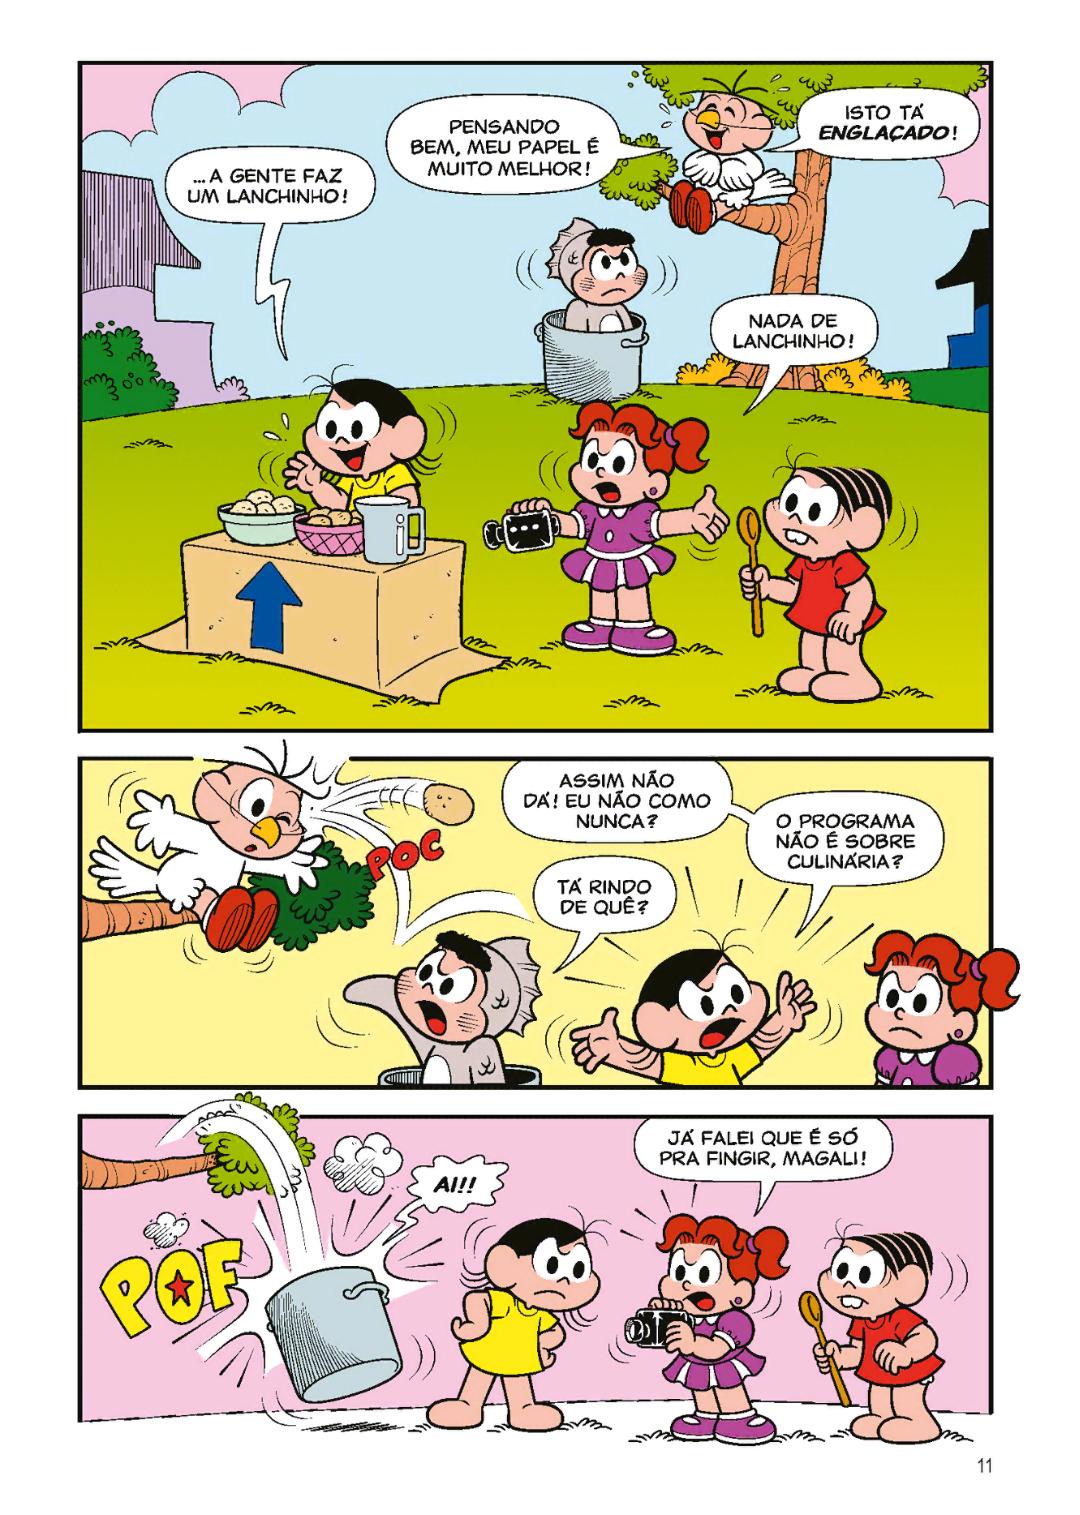 ...A GENTE FAZ
UM LANCHINHO!
PENSANDO
BEM, MEU PAPEL É
MUITO MELHOR!
ISTO TÁ
ENGLAÇADO!
NADA DE
LANCHINHO!
POC
ASSIM NÃO
DÁ! EU NÃO COMO
NUNCA?
O PROGRAMA
NÃO É SOBRE
CULINÁRIA?
TÁ RINDO
DE QUÊ?
POF
AI!!
JÁ FALEI QUE É SÓ
PRA FINGIR, MAGALI!
11